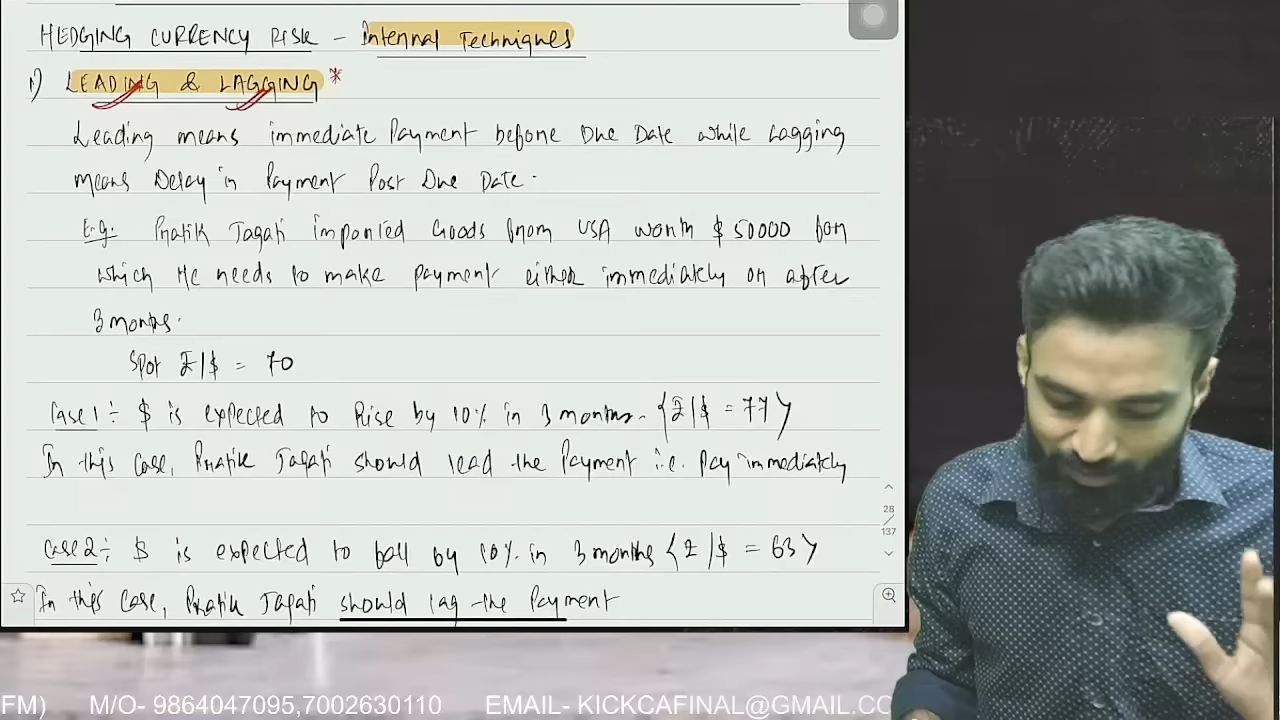 HEDGING CURRENCY RISK - Internal Techniques
1) LEADING & LAGGING *
Leading means immediate Payment before Due Date while Lagging
means Delay in Payment Post Due Date.
E.g. Pratik Jagati imported Goods from USA worth $ 50000 for
which He needs to make payment either immediately or after
3 months.
Spot ₹/$ = 70
Case 1 ÷ $ is expected to Rise by 10% in 3 months - {₹/$ = 77}
In this case, Pratik Jagati should lead the Payment i.e. Pay immediately
Case 2 ÷ $ is expected to fall by 10% in 3 months {₹/$ = 63}
In this Case, Pratik Jagati should lag the Payment
28
/
137
FM) M/O- 9864047095,7002630110 EMAIL- KICKCAFINAL@GMAIL.CO